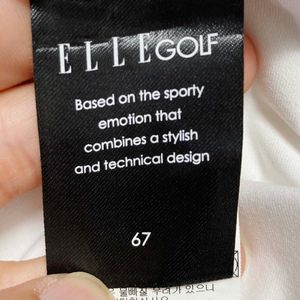 ELLE GOLF
Based on the sporty
emotion that
combines a stylish
and technical design
67